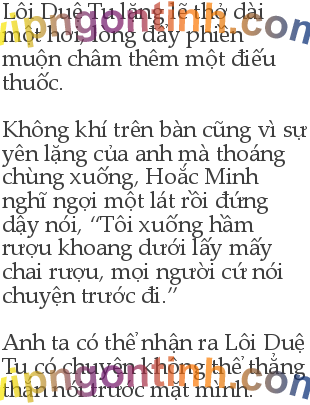 Lôi Duệ Tu lặng lẽ thở dài
một hơi, lòng đầy phiền
muộn châm thêm một điếu
thuốc.
Không khí trên bàn cũng vì sự
yên lặng của anh mà thoáng
chùng xuống, Hoắc Minh
nghĩ ngợi một lát rồi đứng
dậy nói, “Tôi xuống hầm
rượu khoang dưới lấy mấy
chai rượu, mọi người cứ nói
chuyện trước đi.”
Anh ta có thể nhận ra Lôi Duệ
Tu có chuyện không thể thẳng
thắn nói trước mặt mình.